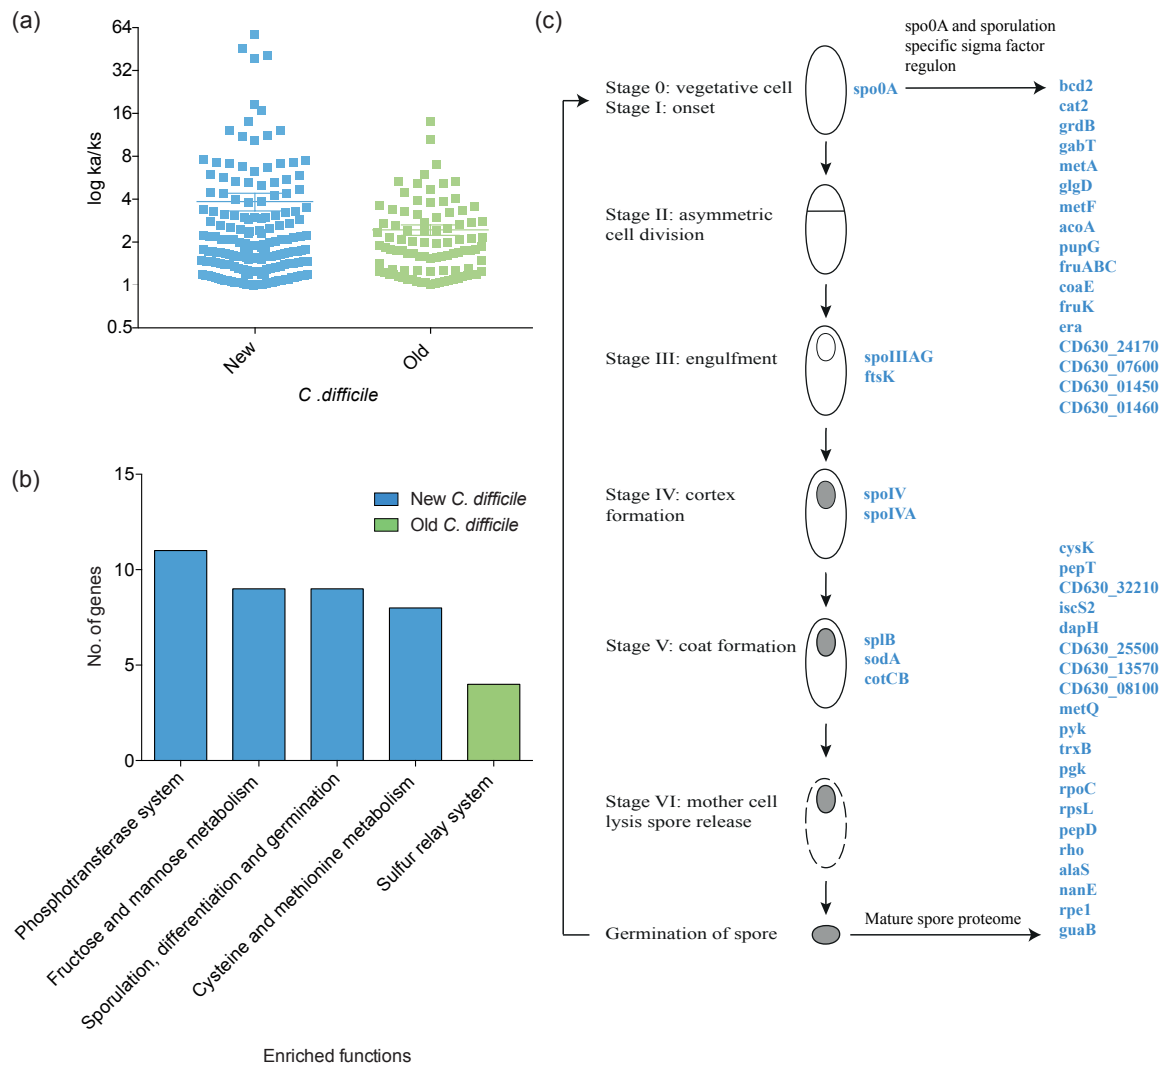 (a)
64
32
16
8
4
2
1
0.5
log ka/ks
New
Old
C .difficile
(b)
15
10
5
0
No. of genes
New C. difficile
Old C. difficile
Phosphotransferase system
Fructose and mannose metabolism
Sporulation, differentiation and germination
Cysteine and methionine metabolism
Sulfur relay system
Enriched functions
(c)
spo0A and sporulation
specific sigma factor
regulon
Stage 0: vegetative cell
Stage I: onset
spo0A
Stage II: asymmetric
cell division
Stage III: engulfment
spoIIIAG
ftsK
Stage IV: cortex
formation
spoIV
spoIVA
Stage V: coat formation
splB
sodA
cotCB
Stage VI: mother cell
lysis spore release
Germination of spore
Mature spore proteome
bcd2
cat2
grdB
gabT
metA
glgD
metF
acoA
pupG
fruABC
coaE
fruK
era
CD630_24170
CD630_07600
CD630_01450
CD630_01460
cysK
pepT
CD630_32210
iscS2
dapH
CD630_25500
CD630_13570
CD630_08100
metQ
pyk
trxB
pgk
rpoC
rpsL
pepD
rho
alaS
nanE
rpe1
guaB